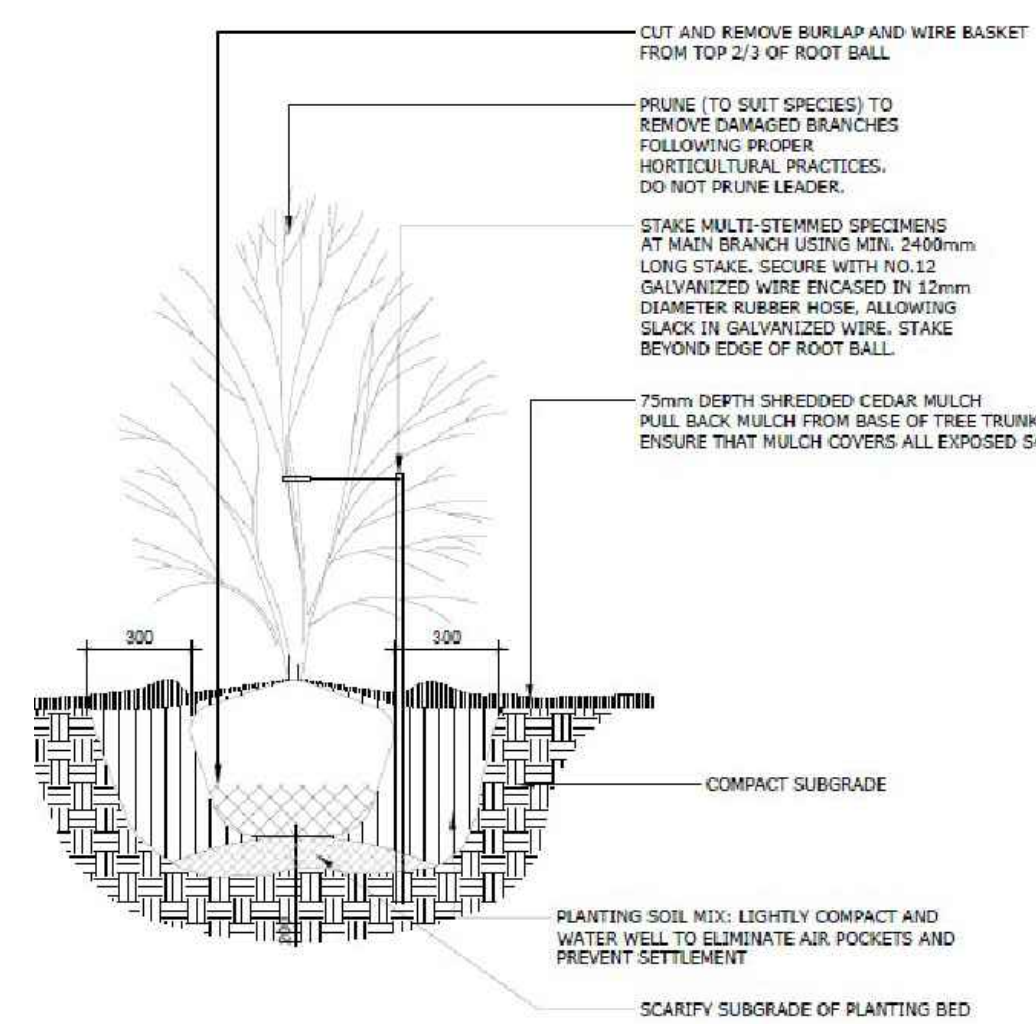 CUT AND REMOVE BURLAP AND WIRE BASKET
FROM TOP 2/3 OF ROOT BALL
PRUNE (TO SUIT SPECIES) TO
REMOVE DAMAGED BRANCHES
FOLLOWING PROPER
HORTICULTURAL PRACTICES.
DO NOT PRUNE LEADER.
STAKE MULTI-STEMMED SPECIMENS
AT MAIN BRANCH USING MIN. 2400mm
LONG STAKE. SECURE WITH NO.12
GALVANIZED WIRE ENCASED IN 12mm
DIAMETER RUBBER HOSE, ALLOWING
SLACK IN GALVANIZED WIRE. STAKE
BEYOND EDGE OF ROOT BALL.
75mm DEPTH SHREDDED CEDAR MULCH
PULL BACK MULCH FROM BASE OF TREE TRUNK
ENSURE THAT MULCH COVERS ALL EXPOSED
300
300
COMPACT SUBGRADE
PLANTING SOIL MIX: LIGHTLY COMPACT AND
WATER WELL TO ELIMINATE AIR POCKETS AND
PREVENT SETTLEMENT
SCARIFY SUBGRADE OF PLANTING BED